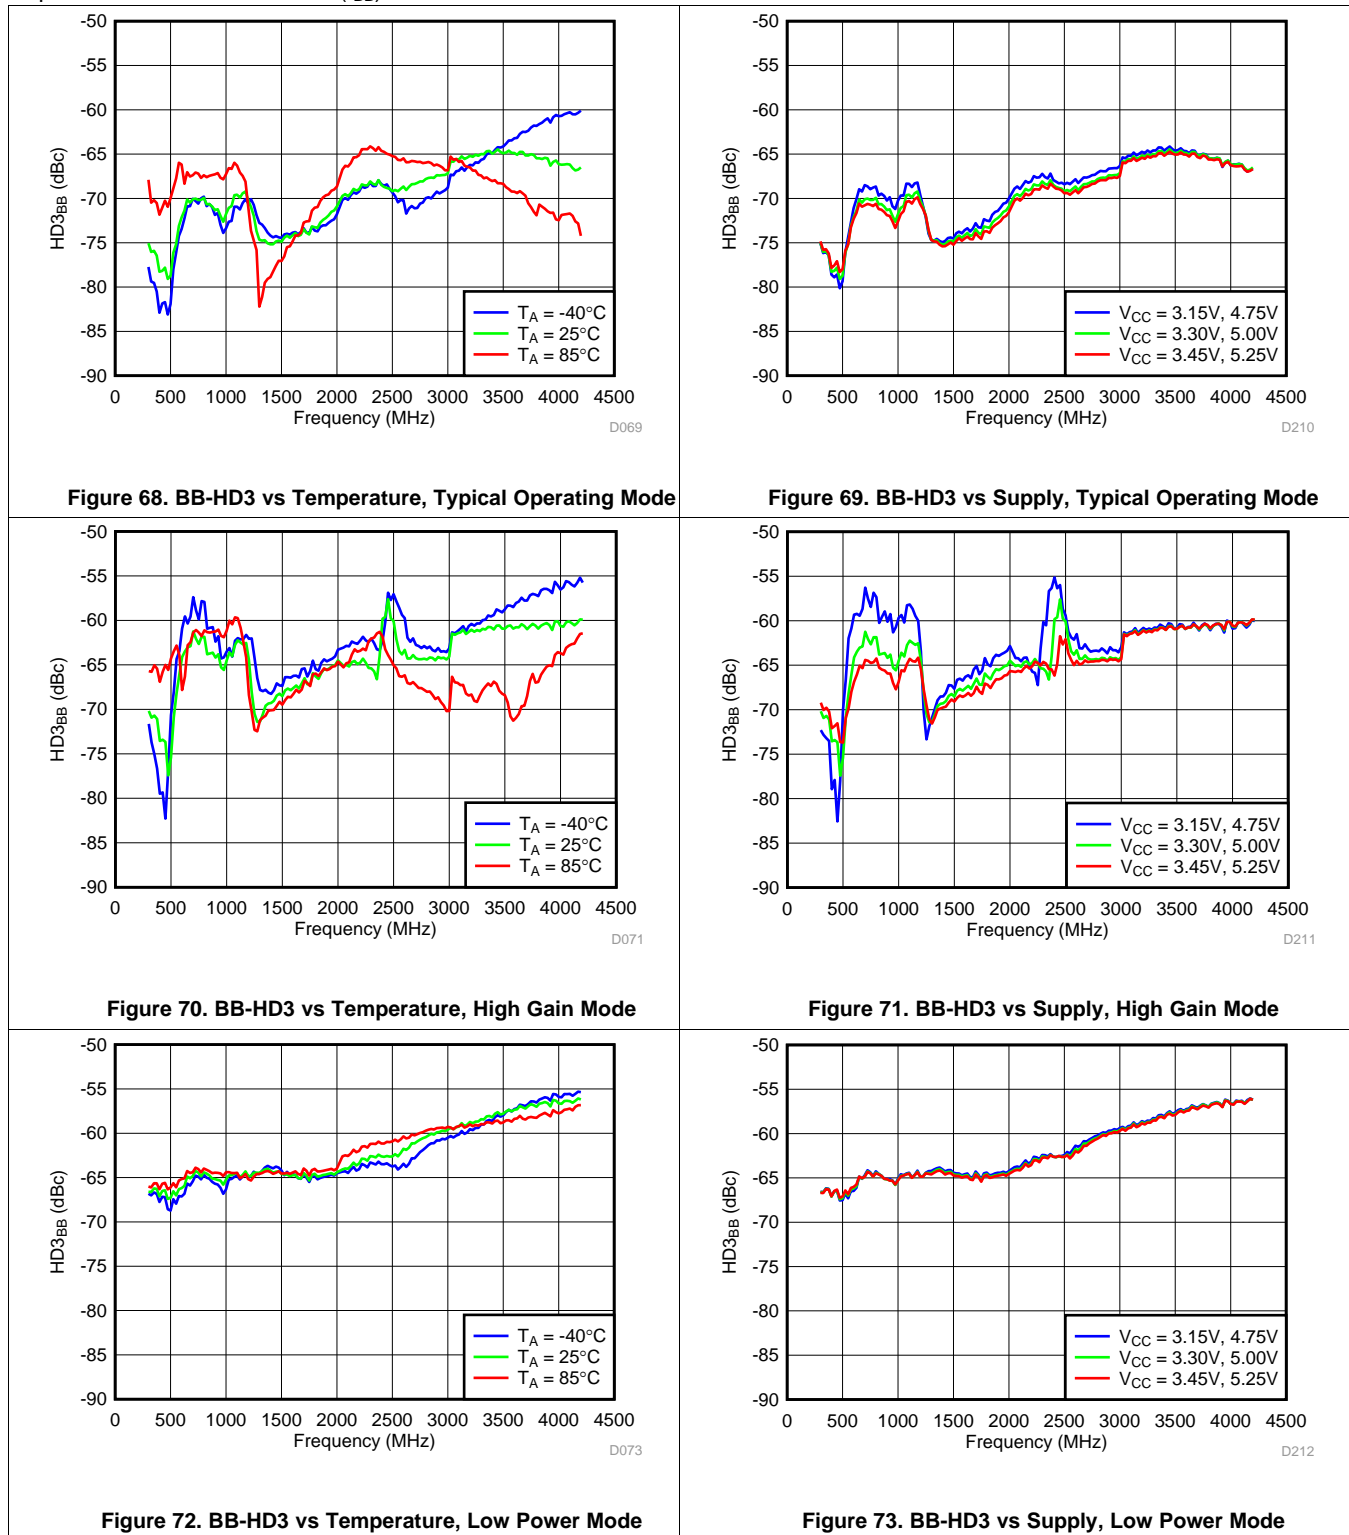 -50
-55
-60
-65
-70
-75
-80
-85
-90
HD3BB (dBc)
TA = -40°C
TA = 25°C
TA = 85°C
0 500 1000 1500 2000 2500 3000 3500 4000 4500
Frequency (MHz)
D069
Figure 68. BB-HD3 vs Temperature, Typical Operating Mode
-50
-55
-60
-65
-70
-75
-80
-85
-90
HD3BB (dBc)
VCC = 3.15V, 4.75V
VCC = 3.30V, 5.00V
VCC = 3.45V, 5.25V
0 500 1000 1500 2000 2500 3000 3500 4000 4500
Frequency (MHz)
D210
Figure 69. BB-HD3 vs Supply, Typical Operating Mode
-50
-55
-60
-65
-70
-75
-80
-85
-90
HD3BB (dBc)
TA = -40°C
TA = 25°C
TA = 85°C
0 500 1000 1500 2000 2500 3000 3500 4000 4500
Frequency (MHz)
D071
Figure 70. BB-HD3 vs Temperature, High Gain Mode
-50
-55
-60
-65
-70
-75
-80
-85
-90
HD3BB (dBc)
VCC = 3.15V, 4.75V
VCC = 3.30V, 5.00V
VCC = 3.45V, 5.25V
0 500 1000 1500 2000 2500 3000 3500 4000 4500
Frequency (MHz)
D211
Figure 71. BB-HD3 vs Supply, High Gain Mode
-50
-55
-60
-65
-70
-75
-80
-85
-90
HD3BB (dBc)
TA = -40°C
TA = 25°C
TA = 85°C
0 500 1000 1500 2000 2500 3000 3500 4000 4500
Frequency (MHz)
D073
Figure 72. BB-HD3 vs Temperature, Low Power Mode
-50
-55
-60
-65
-70
-75
-80
-85
-90
HD3BB (dBc)
VCC = 3.15V, 4.75V
VCC = 3.30V, 5.00V
VCC = 3.45V, 5.25V
0 500 1000 1500 2000 2500 3000 3500 4000 4500
Frequency (MHz)
D212
Figure 73. BB-HD3 vs Supply, Low Power Mode